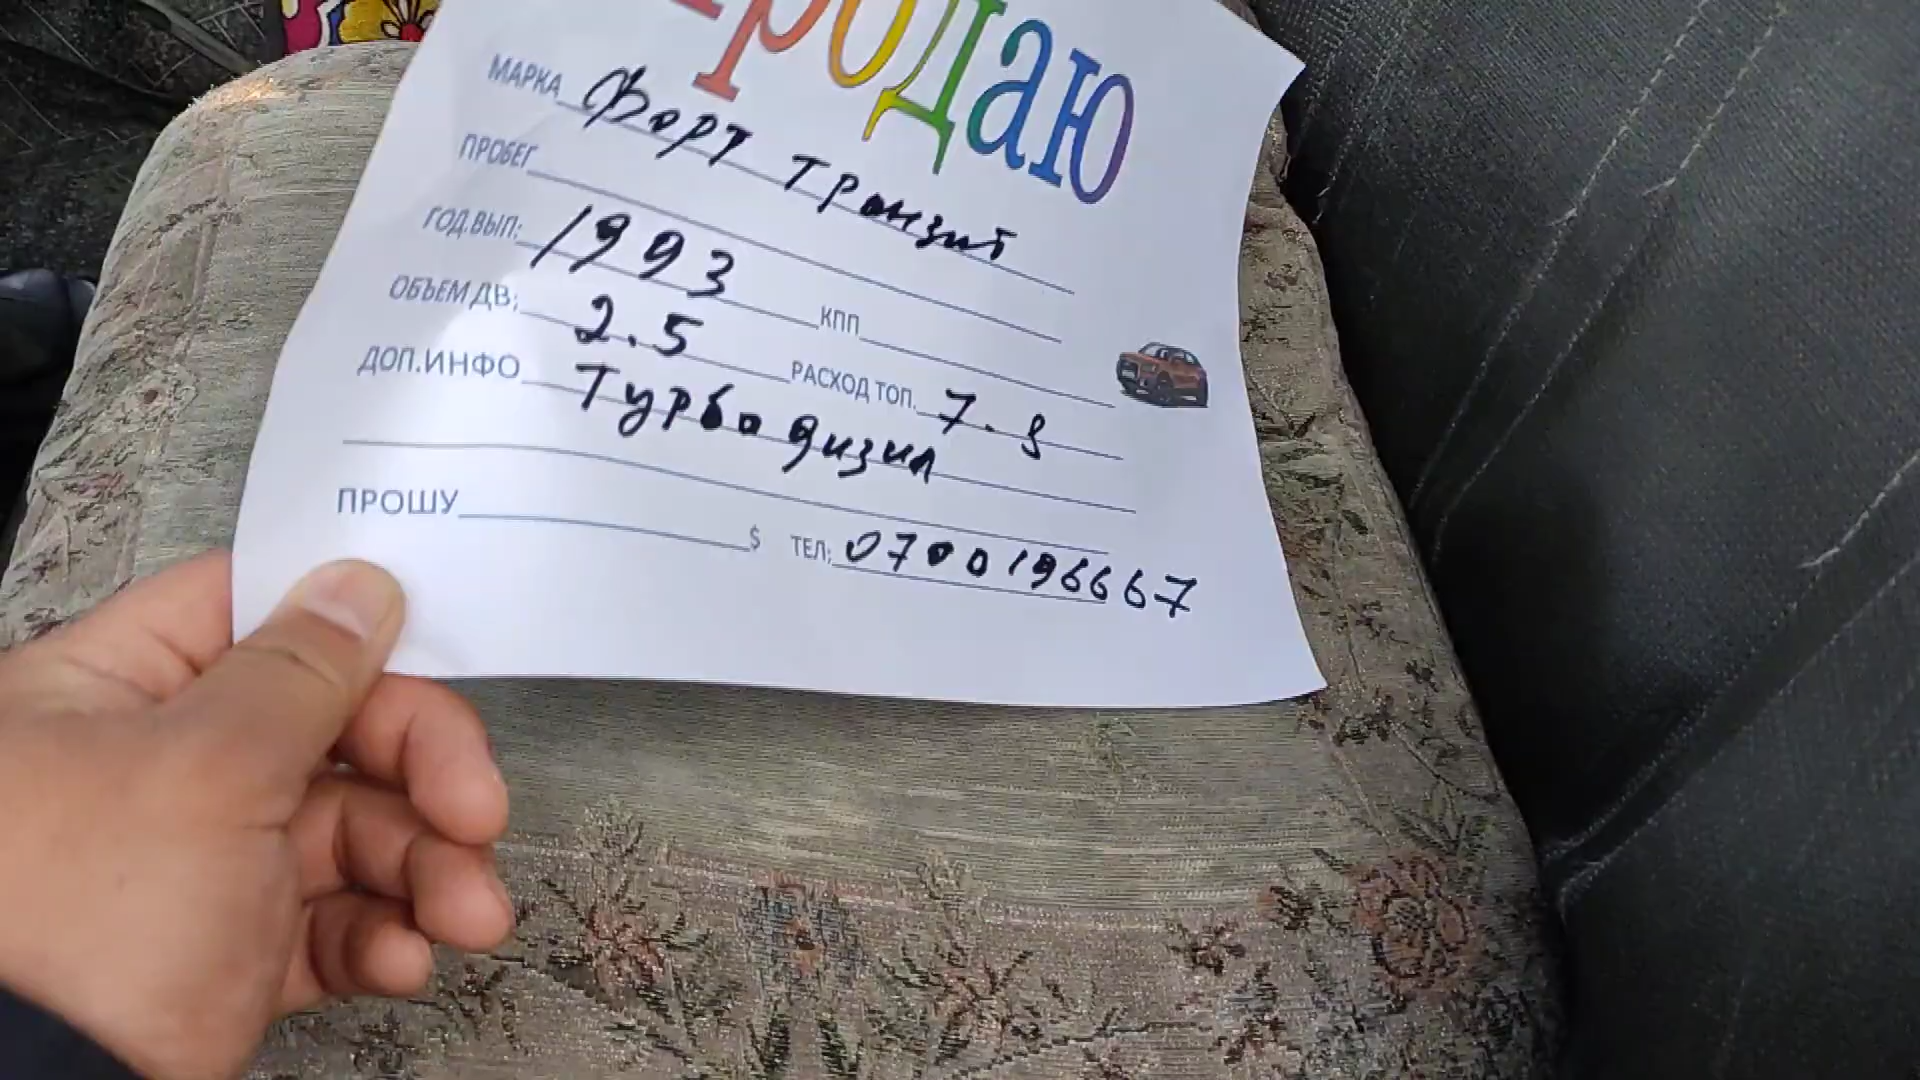 Продаю
МАРКА Форт транзит
ПРОБЕГ
ГОД.ВЫП: 1993 КПП
ОБЪЕМ ДВ: 2.5 РАСХОД ТОП. 7.8
ДОП.ИНФО Турбо дизил
ПРОШУ $ ТЕЛ: 0700196667